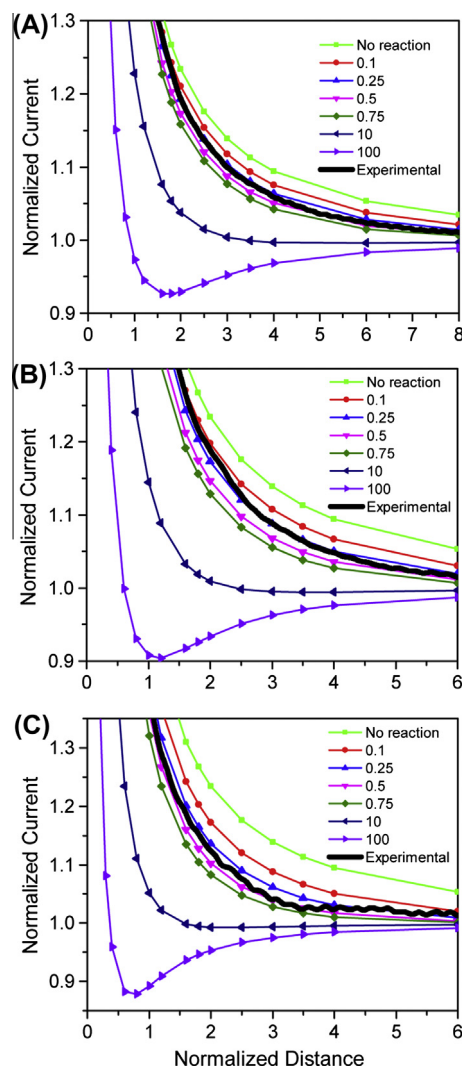 (A)
1.3
1.2
1.1
1.0
0.9
Normalized Current
No reaction
0.1
0.25
0.5
0.75
10
100
Experimental
0 1 2 3 4 5 6 7 8
(B)
1.3
1.2
1.1
1.0
0.9
Normalized Current
No reaction
0.1
0.25
0.5
0.75
10
100
Experimental
0 1 2 3 4 5 6
(C)
1.3
1.2
1.1
1.0
0.9
Normalized Current
No reaction
0.1
0.25
0.5
0.75
10
100
Experimental
0 1 2 3 4 5 6
Normalized Distance